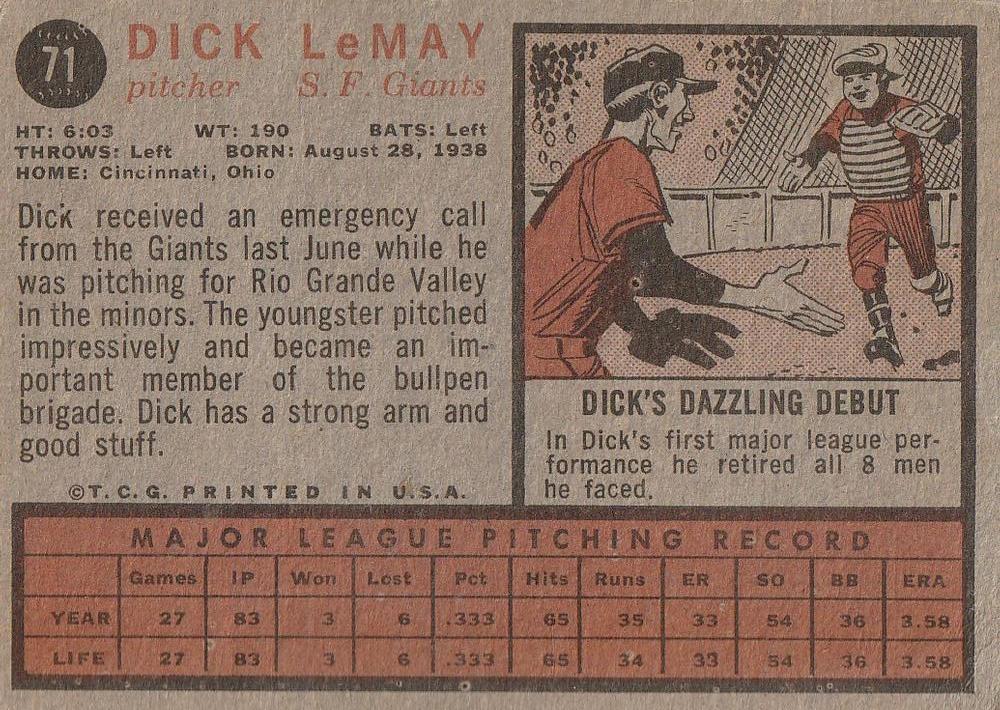 71
DICK LeMAY
pitcher S. F. Giants
HT: 6:03 WT: 190 BATS: Left
THROWS: Left BORN: August 28, 1938
HOME: Cincinnati, Ohio
Dick received an emergency call
from the Giants last June while he
was pitching for Rio Grande Valley
in the minors. The youngster pitched
impressively and became an im-
portant member of the bullpen
brigade. Dick has a strong arm and
good stuff.
©T. C. G. PRINTED IN U.S.A.
DICK'S DAZZLING DEBUT
In Dick's first major league per-
formance he retired all 8 men
he faced.
MAJOR LEAGUE PITCHING RECORD
Games IP Won Lost Pct Hits Runs ER SO BB ERA
YEAR 27 83 3 6 .333 65 35 33 54 36 3.58
LIFE 27 83 3 6 .333 65 34 33 54 36 3.58